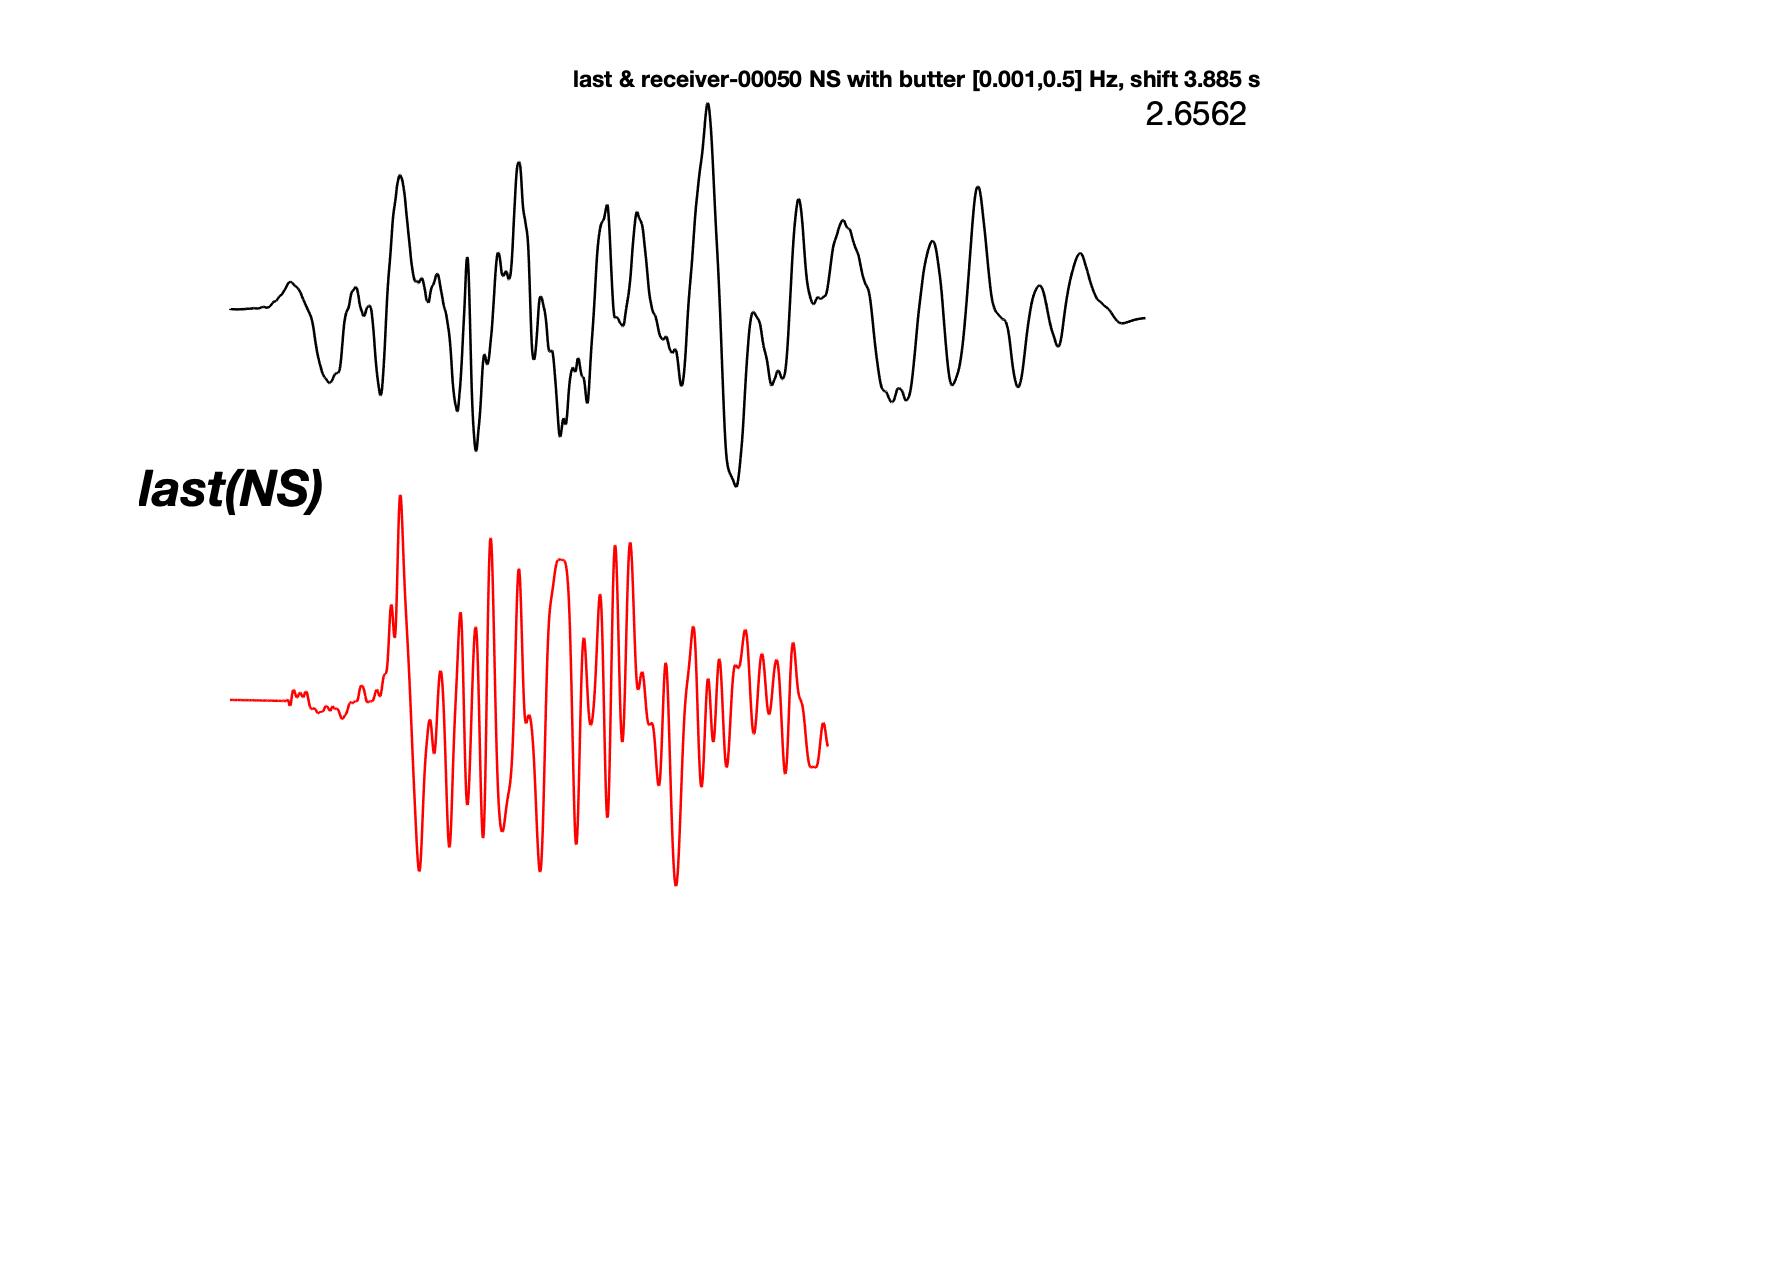 last & receiver-00050 NS with butter [0.001,0.5] Hz, shift 3.885 s
2.6562
last(NS)